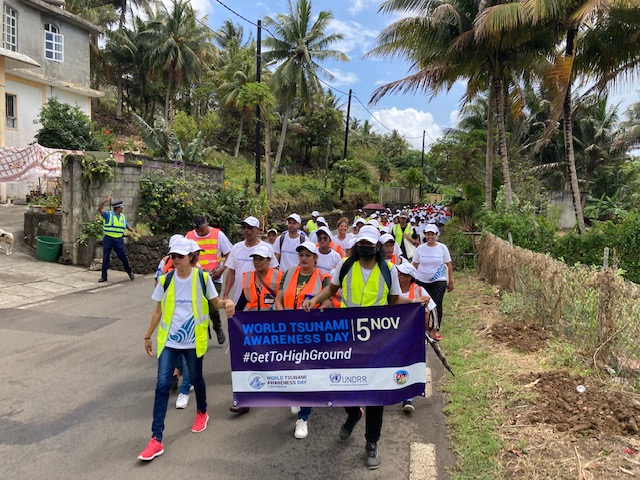 WORLD TSUNAMI
AWARENESS DAY
5 NOV
#GetToHighGround
WORLD TSUNAMI
AWARENESS DAY
UNDRR